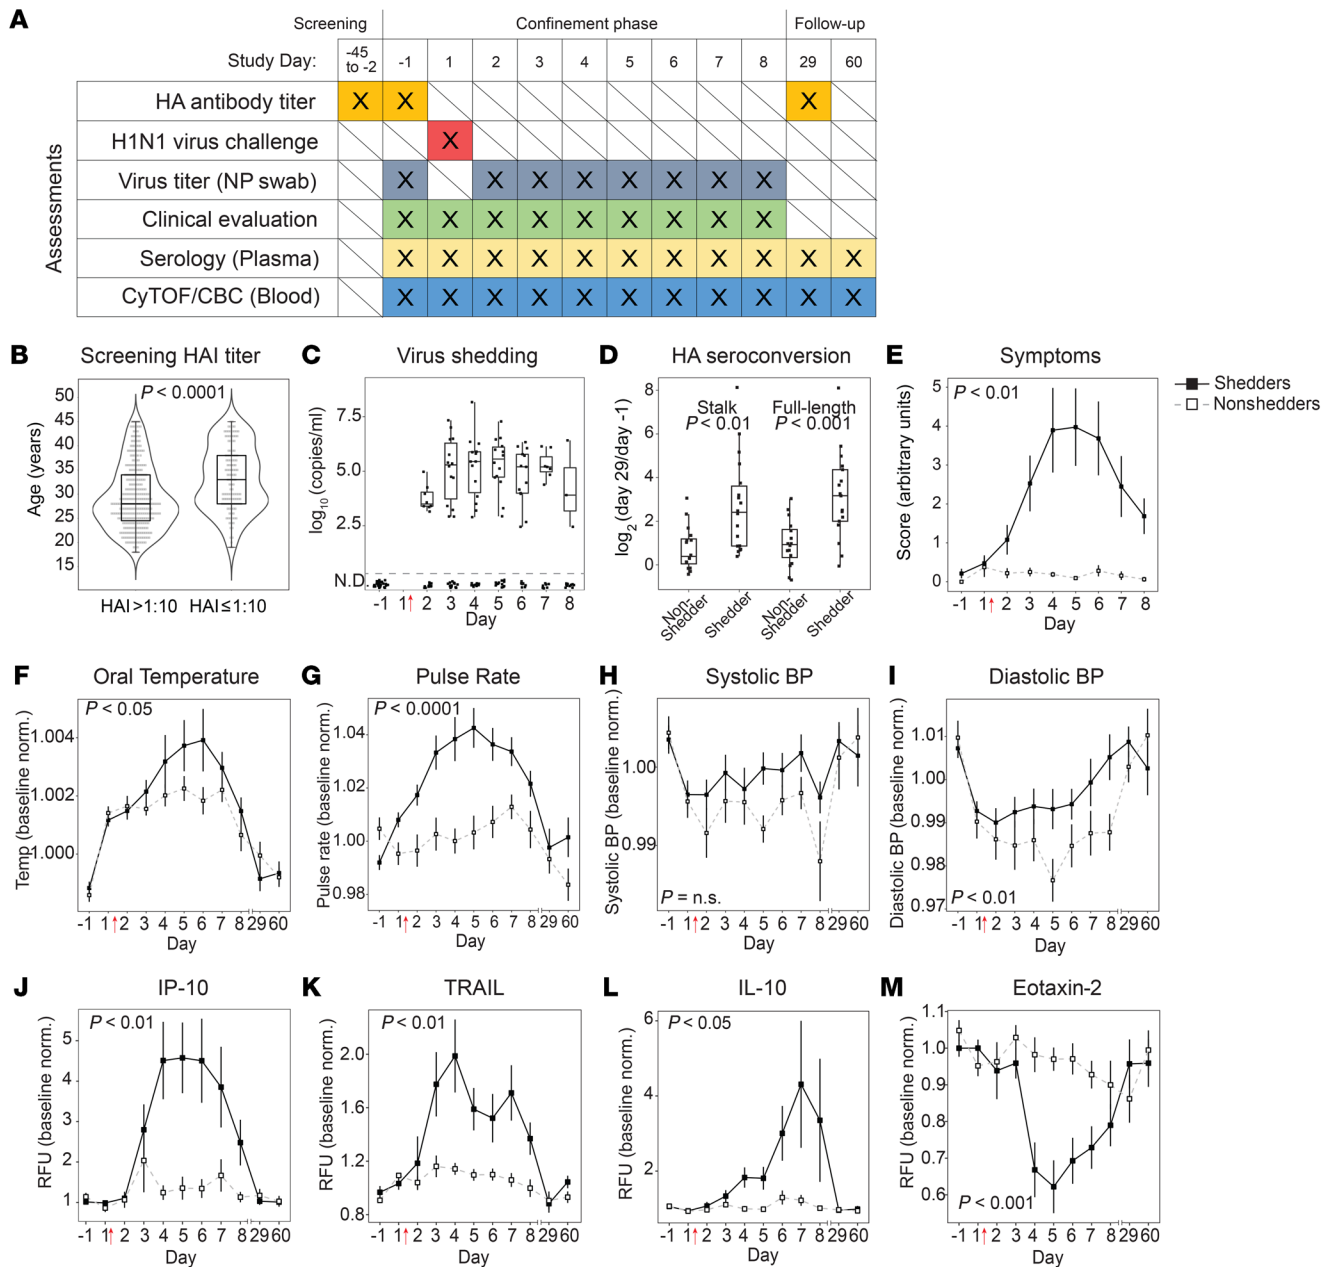 A
Screening Confinement phase Follow-up
Study Day: -45 to -2 -1 1 2 3 4 5 6 7 8 29 60
Assessments
HA antibody titer X X X
H1N1 virus challenge X
Virus titer (NP swab) X X X X X X X X
Clinical evaluation X X X X X X X X X
Serology (Plasma) X X X X X X X X X X X
CyTOF/CBC (Blood) X X X X X X X X X X X
B Screening HAI titer
P < 0.0001
Age (years)
50
45
40
35
30
25
20
15
HAI>1:10 HAI≤1:10
C Virus shedding
log10 (copies/ml)
7.5
5.0
2.5
N.D.
-1 1 2 3 4 5 6 7 8
Day
D HA seroconversion
Stalk Full-length
P < 0.01 P < 0.001
log2 (day 29/day -1)
8
6
4
2
0
Non-Shedder Shedder Non-Shedder Shedder
E Symptoms
P < 0.01
Score (arbitrary units)
5
4
3
2
1
0
-1 1 2 3 4 5 6 7 8
Day
Shedders
Nonshedders
F Oral Temperature
P < 0.05
Temp (baseline norm.)
1.004
1.002
1.000
-1 1 2 3 4 5 6 7 8 29 60
Day
G Pulse Rate
P < 0.0001
Pulse rate (baseline norm.)
1.04
1.02
1.00
0.98
-1 1 2 3 4 5 6 7 8 29 60
Day
H Systolic BP
Systolic BP (baseline norm.)
1.00
0.99
P = n.s.
-1 1 2 3 4 5 6 7 8 29 60
Day
I Diastolic BP
Diastolic BP (baseline norm.)
1.01
1.00
0.99
0.98
0.97
P < 0.01
-1 1 2 3 4 5 6 7 8 29 60
Day
J IP-10
P < 0.01
RFU (baseline norm.)
5
4
3
2
1
-1 1 2 3 4 5 6 7 8 29 60
Day
K TRAIL
P < 0.01
RFU (baseline norm.)
2.0
1.6
1.2
0.8
-1 1 2 3 4 5 6 7 8 29 60
Day
L IL-10
P < 0.05
RFU (baseline norm.)
6
4
2
-1 1 2 3 4 5 6 7 8 29 60
Day
M Eotaxin-2
RFU (baseline norm.)
1.1
1.0
0.9
0.8
0.7
0.6
P < 0.001
-1 1 2 3 4 5 6 7 8 29 60
Day